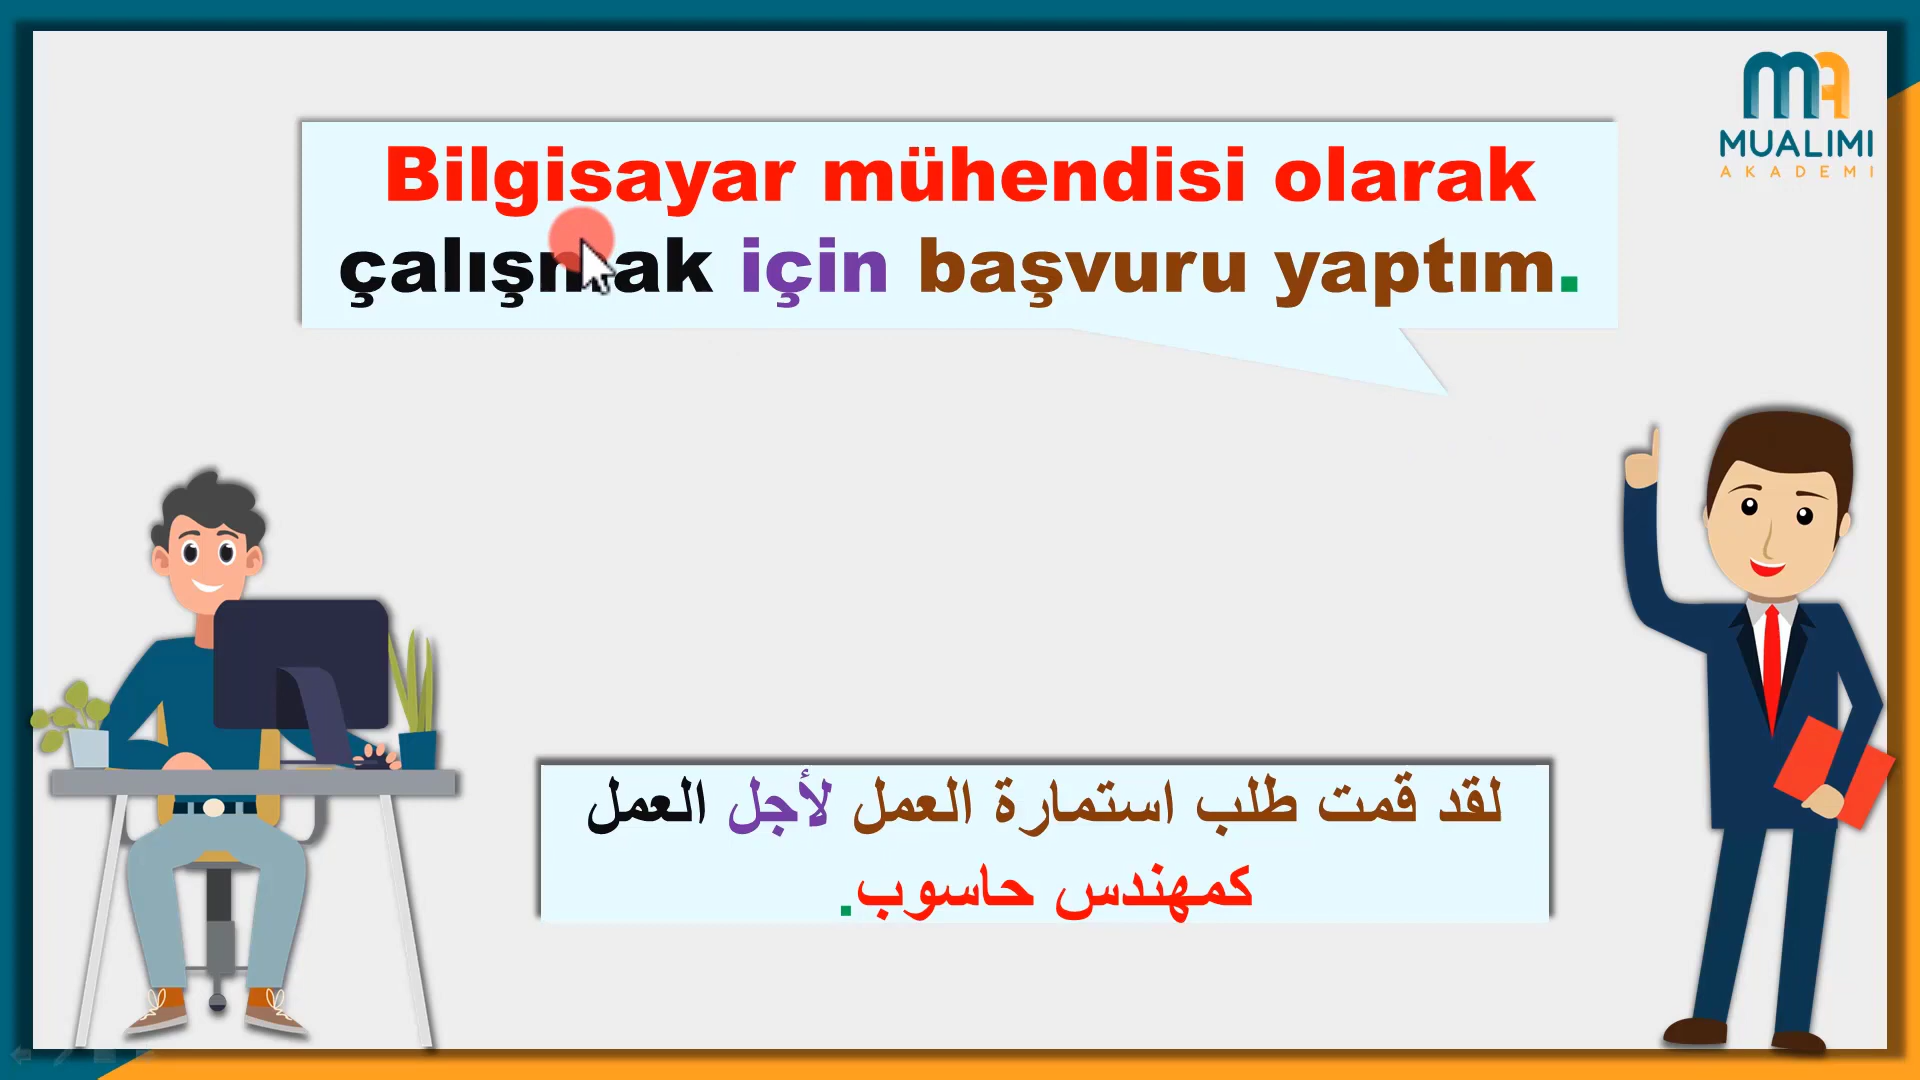 MUALIMI
AKADEMI
Bilgisayar mühendisi olarak
çalışmak için başvuru yaptım.
لقد قمت طلب استمارة العمل لأجل العمل
كمهندس حاسوب.